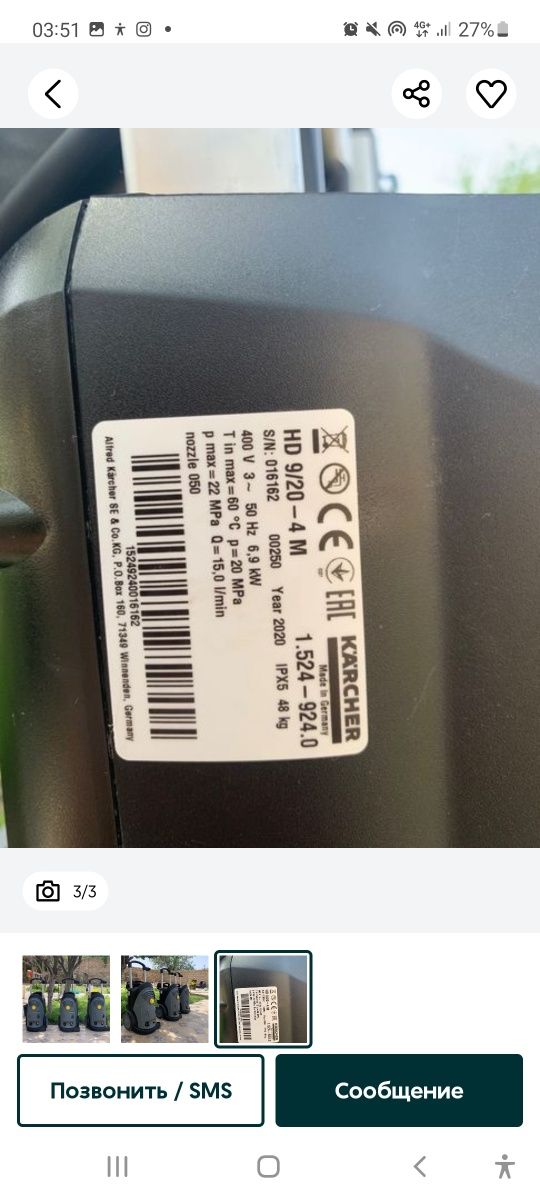 03:51
4G+
27%
KÄRCHER
Made in Germany
CE EAC
HD 9/20-4 M 1.524-924.0
S/N: 016162 00250 Year 2020 IPX5 48 kg
400 V 3~ 50 Hz 6,9 kW
T in max=60 °C p=20 MPa
p max=22 MPa Q=15,0 l/min
nozzle 050
15249240016162
Alfred Kärcher SE & Co.KG, P.O.Box 160, 71349 Winnenden, Germany
3/3
Позвонить / SMS
Сообщение